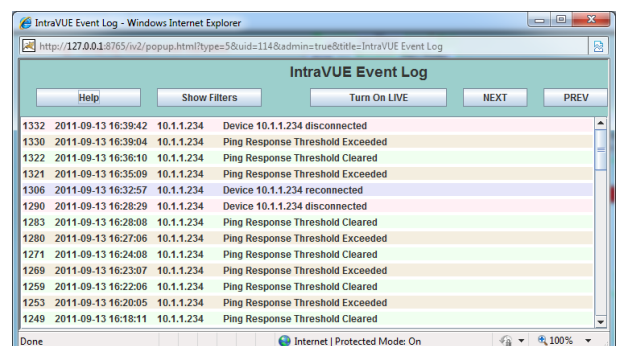 IntraVUE Event Log - Windows Internet Explorer
http://127.0.0.1:8765/iv2/popup.html?type=5&uid=114&admin=true&title=IntraVUE Event Log
IntraVUE Event Log
Help Show Filters Turn On LIVE NEXT PREV
1332 2011-09-13 16:39:42 10.1.1.234 Device 10.1.1.234 disconnected
1330 2011-09-13 16:39:04 10.1.1.234 Ping Response Threshold Exceeded
1322 2011-09-13 16:36:10 10.1.1.234 Ping Response Threshold Cleared
1321 2011-09-13 16:35:09 10.1.1.234 Ping Response Threshold Exceeded
1306 2011-09-13 16:32:57 10.1.1.234 Device 10.1.1.234 reconnected
1290 2011-09-13 16:28:29 10.1.1.234 Device 10.1.1.234 disconnected
1283 2011-09-13 16:28:08 10.1.1.234 Ping Response Threshold Cleared
1280 2011-09-13 16:27:06 10.1.1.234 Ping Response Threshold Exceeded
1271 2011-09-13 16:24:08 10.1.1.234 Ping Response Threshold Cleared
1269 2011-09-13 16:23:07 10.1.1.234 Ping Response Threshold Exceeded
1259 2011-09-13 16:22:06 10.1.1.234 Ping Response Threshold Cleared
1253 2011-09-13 16:20:05 10.1.1.234 Ping Response Threshold Exceeded
1249 2011-09-13 16:18:11 10.1.1.234 Ping Response Threshold Cleared
Done Internet | Protected Mode: On 100%